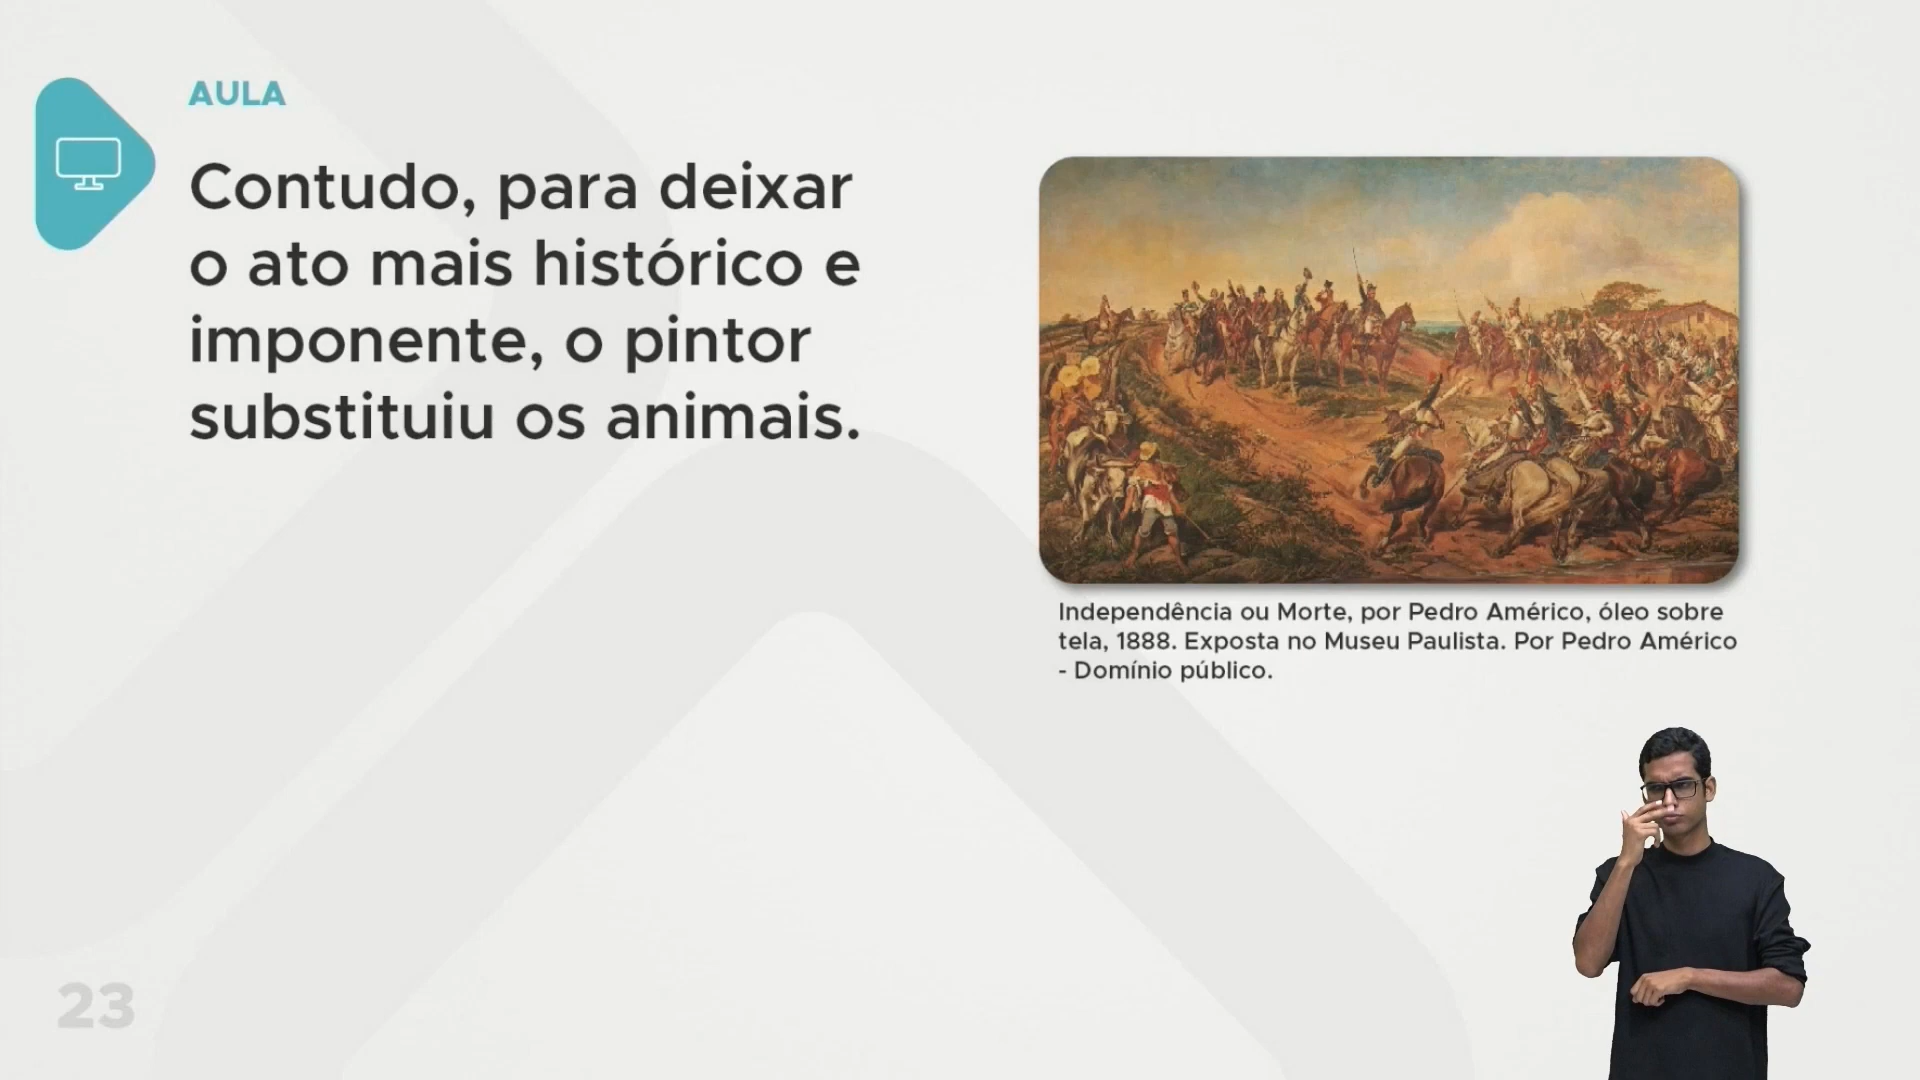 AULA
Contudo, para deixar
o ato mais histórico e
imponente, o pintor
substituiu os animais.
Independência ou Morte, por Pedro Américo, óleo sobre
tela, 1888. Exposta no Museu Paulista. Por Pedro Américo
- Domínio público.
23